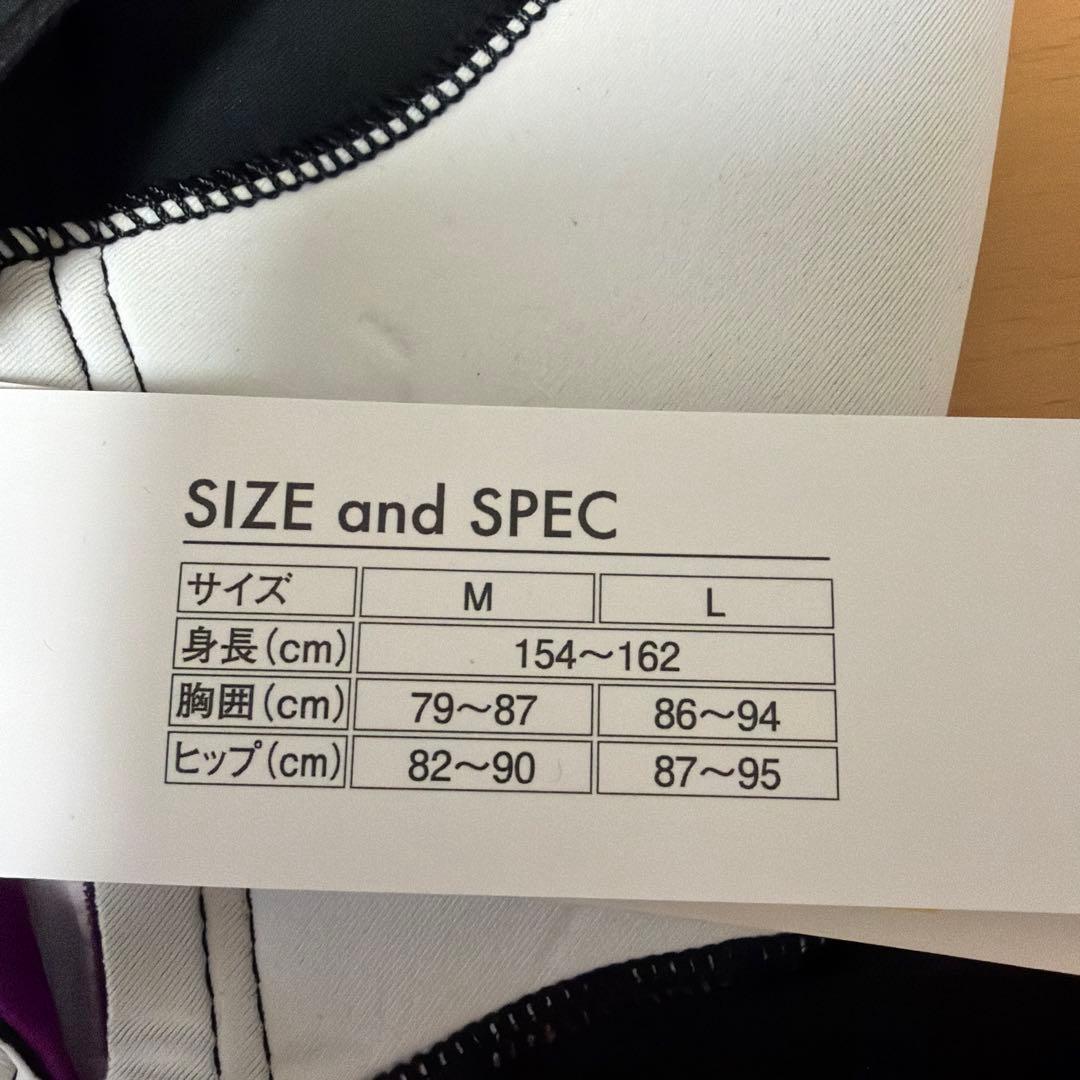 SIZE and SPEC
サイズ M L
身長(cm) 154～162
胸囲(cm) 79～87 86～94
ヒップ(cm) 82～90 87～95